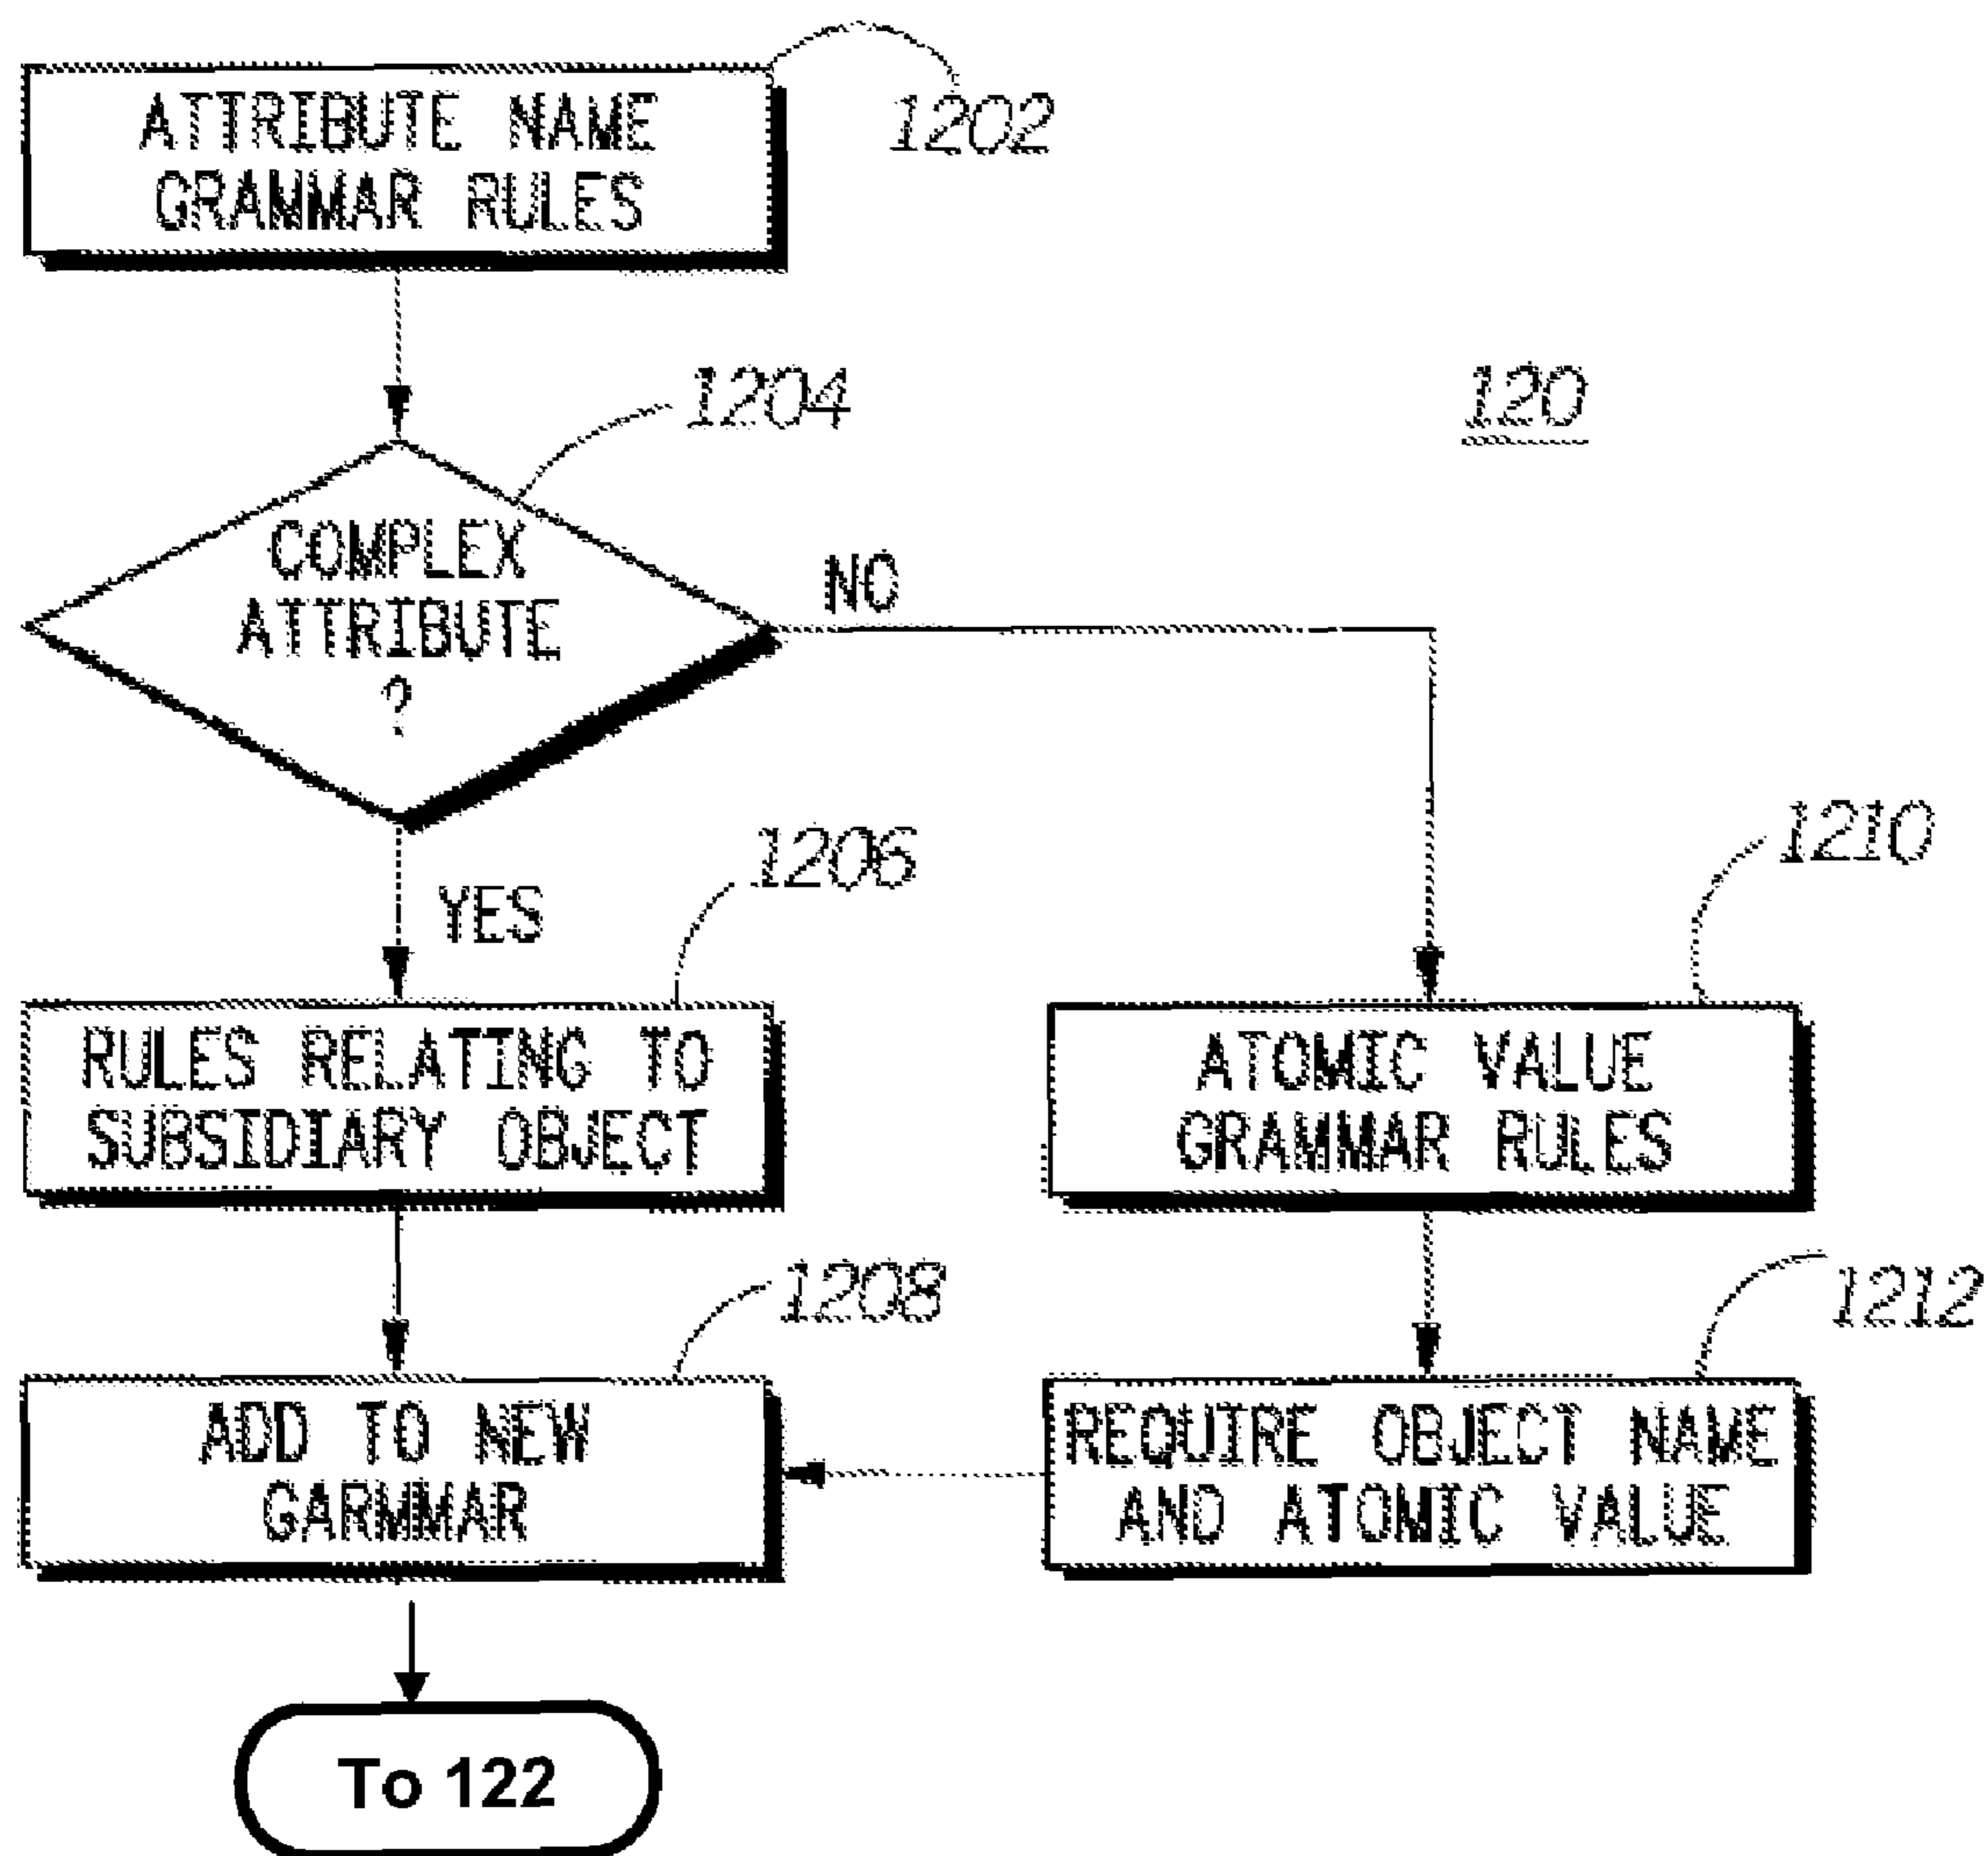 ATTRIBUTE NAME
GRAMMAR RULES
1202
1204
120
COMPLEX
ATTRIBUTE
?
NO
YES
1206
1210
RULES RELATING TO
SUBSIDIARY OBJECT
ATOMIC VALUE
GRAMMAR RULES
1208
1212
ADD TO NEW
GARMMAR
REQUIRE OBJECT NAME
AND ATOMIC VALUE
To 122